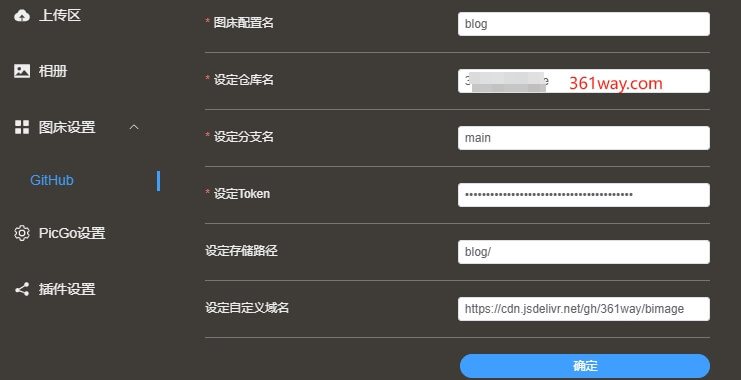 上传区
相册
图床设置
GitHub
PicGo设置
插件设置
* 图床配置名
blog
* 设定仓库名
361way.com
* 设定分支名
main
* 设定Token
设定存储路径
blog/
设定自定义域名
https://cdn.jsdelivr.net/gh/361way/bimage
确定